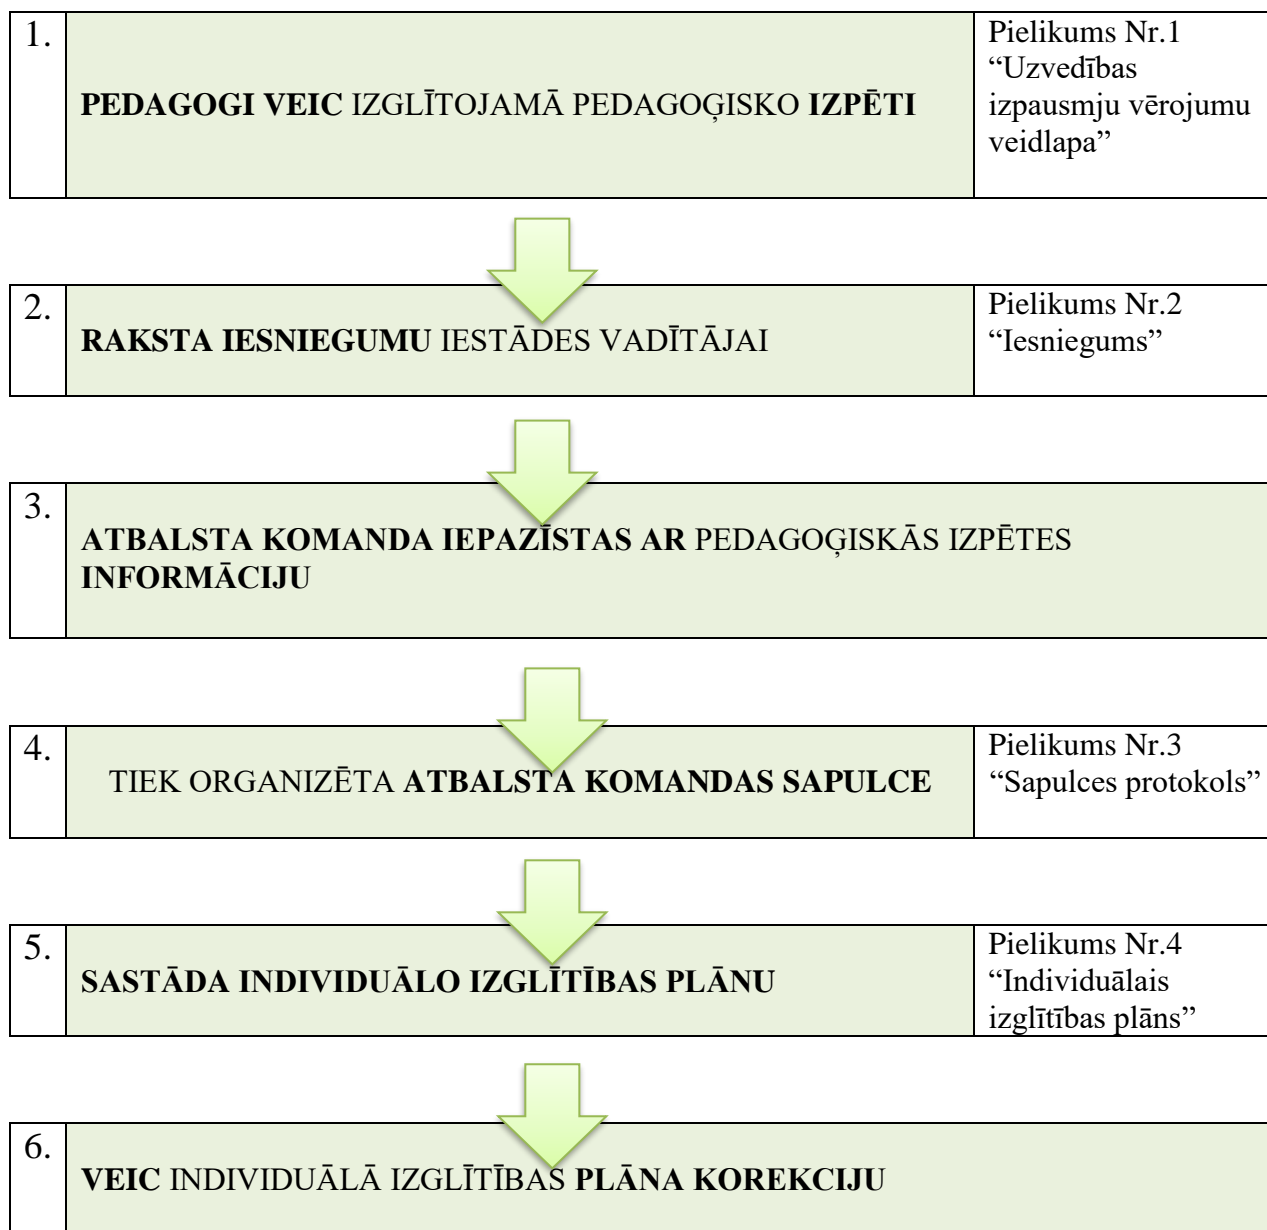 1.
PEDAGOGI VEIC IZGLĪTOJAMĀ PEDAGOĢISKO IZPĒTI
Pielikums Nr.1
“Uzvedības
izpausmju vērojumu
veidlapa”
2.
RAKSTA IESNIEGUMU IESTĀDES VADĪTĀJAI
Pielikums Nr.2
“Iesniegums”
3.
ATBALSTA KOMANDA IEPAZĪSTAS AR PEDAGOĢISKĀS IZPĒTES
INFORMĀCIJU
4.
TIEK ORGANIZĒTA ATBALSTA KOMANDAS SAPULCE
Pielikums Nr.3
“Sapulces protokols”
5.
SASTĀDA INDIVIDUĀLO IZGLĪTĪBAS PLĀNU
Pielikums Nr.4
“Individuālais
izglītības plāns”
6.
VEIC INDIVIDUĀLĀ IZGLĪTĪBAS PLĀNA KOREKCIJU